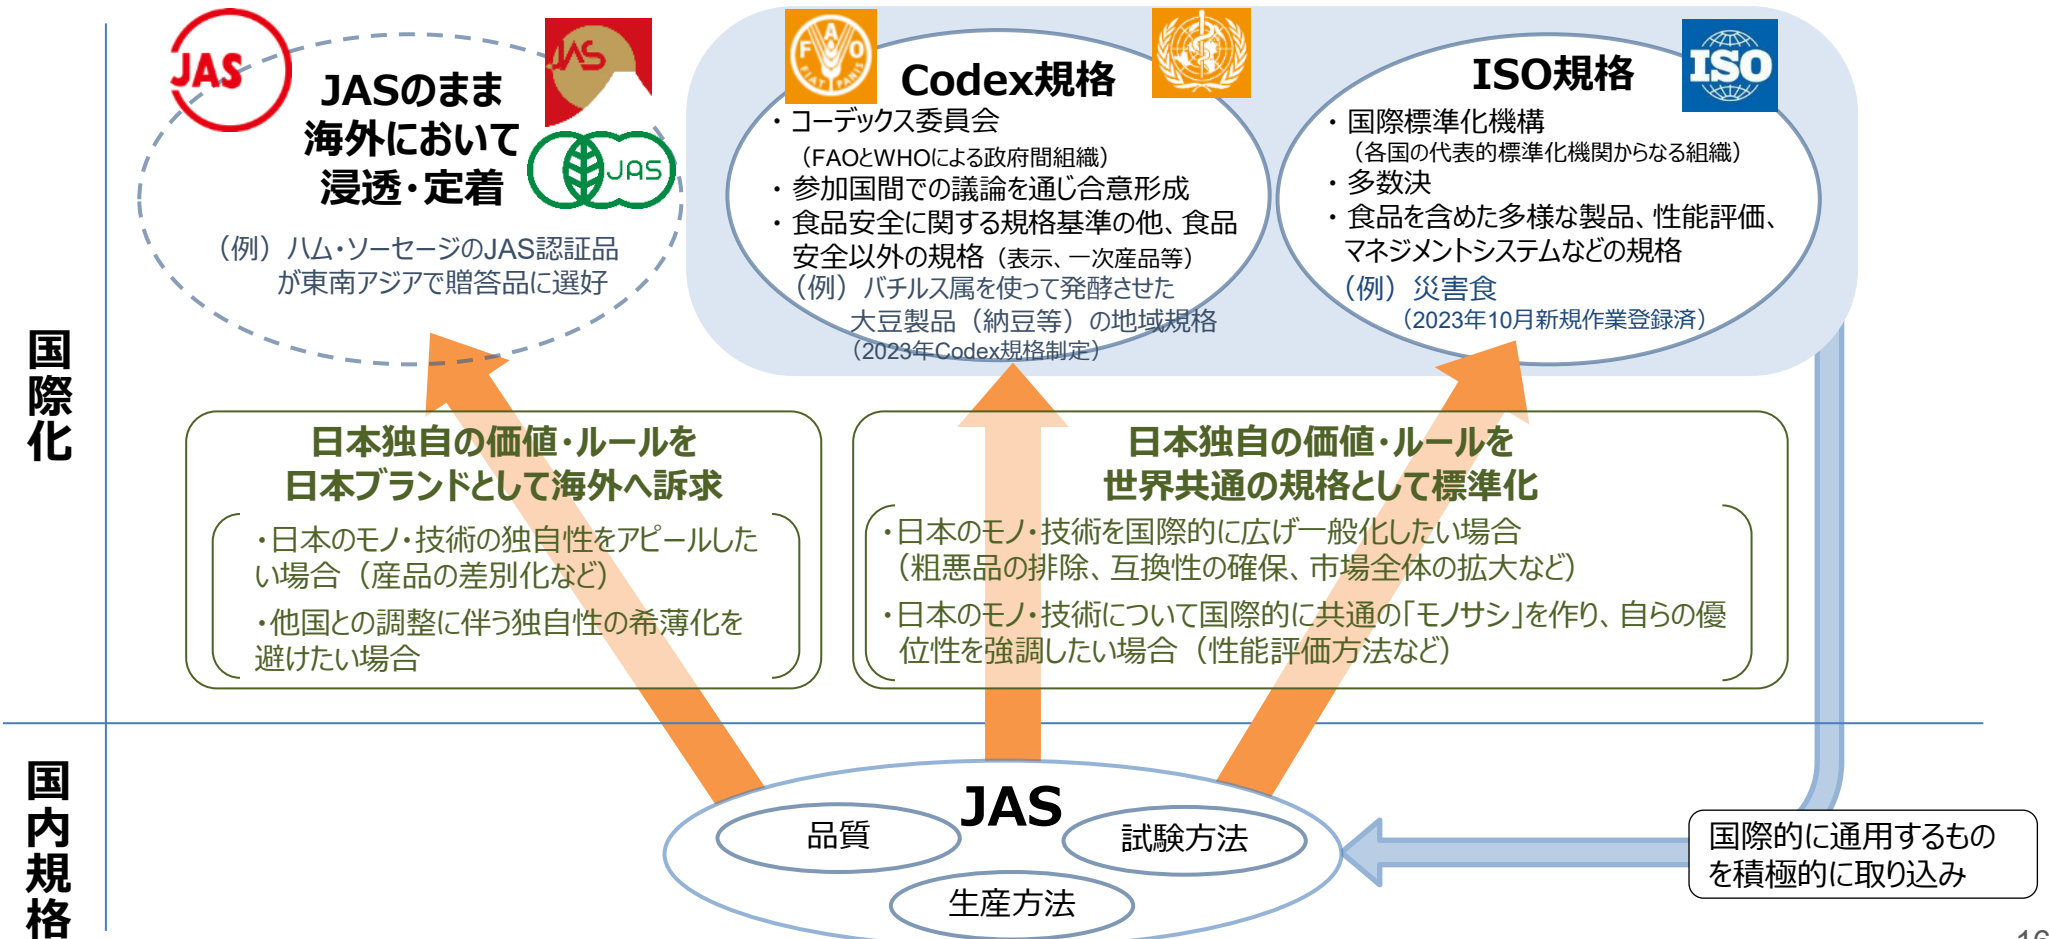 国際化
JAS
JAS
JAS
JASのまま
海外において
浸透・定着
（例）ハム・ソーセージのJAS認証品
が東南アジアで贈答品に選好
FAO
FIAT PANIS
Codex規格
・コーデックス委員会
（FAOとWHOによる政府間組織）
・参加国間での議論を通じ合意形成
・食品安全に関する規格基準の他、食品
安全以外の規格（表示、一次産品等）
（例）バチルス属を使って発酵させた
大豆製品（納豆等）の地域規格
（2023年Codex規格制定）
ISO規格
ISO
・国際標準化機構
（各国の代表的標準化機関からなる組織）
・多数決
・食品を含めた多様な製品、性能評価、
マネジメントシステムなどの規格
（例）災害食
（2023年10月新規作業登録済）
日本独自の価値・ルールを
日本ブランドとして海外へ訴求
・日本のモノ・技術の独自性をアピールした
い場合（産品の差別化など）
・他国との調整に伴う独自性の希薄化を
避けたい場合
日本独自の価値・ルールを
世界共通の規格として標準化
・日本のモノ・技術を国際的に広げ一般化したい場合
（粗悪品の排除、互換性の確保、市場全体の拡大など）
・日本のモノ・技術について国際的に共通の「モノサシ」を作り、自らの優
位性を強調したい場合（性能評価方法など）
国内規格
JAS
品質
試験方法
生産方法
国際的に通用するもの
を積極的に取り込み